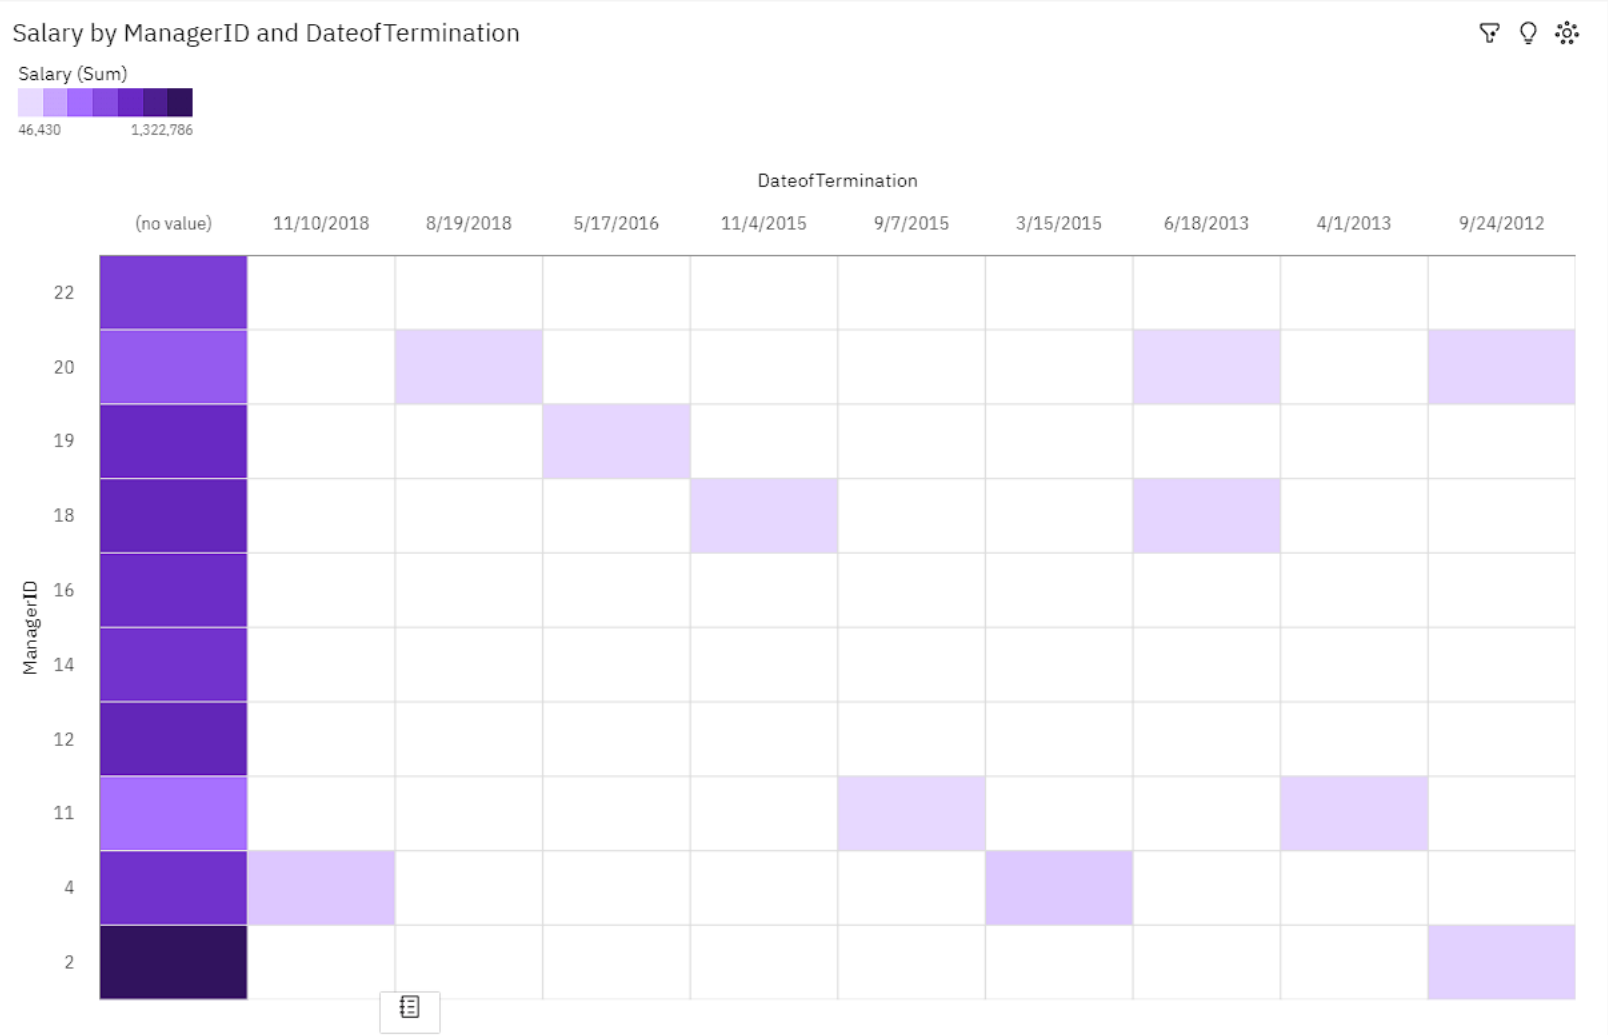 Salary by ManagerID and DateofTermination
Salary (Sum)
46,430 1,322,786
DateofTermination
(no value) 11/10/2018 8/19/2018 5/17/2016 11/4/2015 9/7/2015 3/15/2015 6/18/2013 4/1/2013 9/24/2012
ManagerID
22
20
19
18
16
14
12
11
4
2